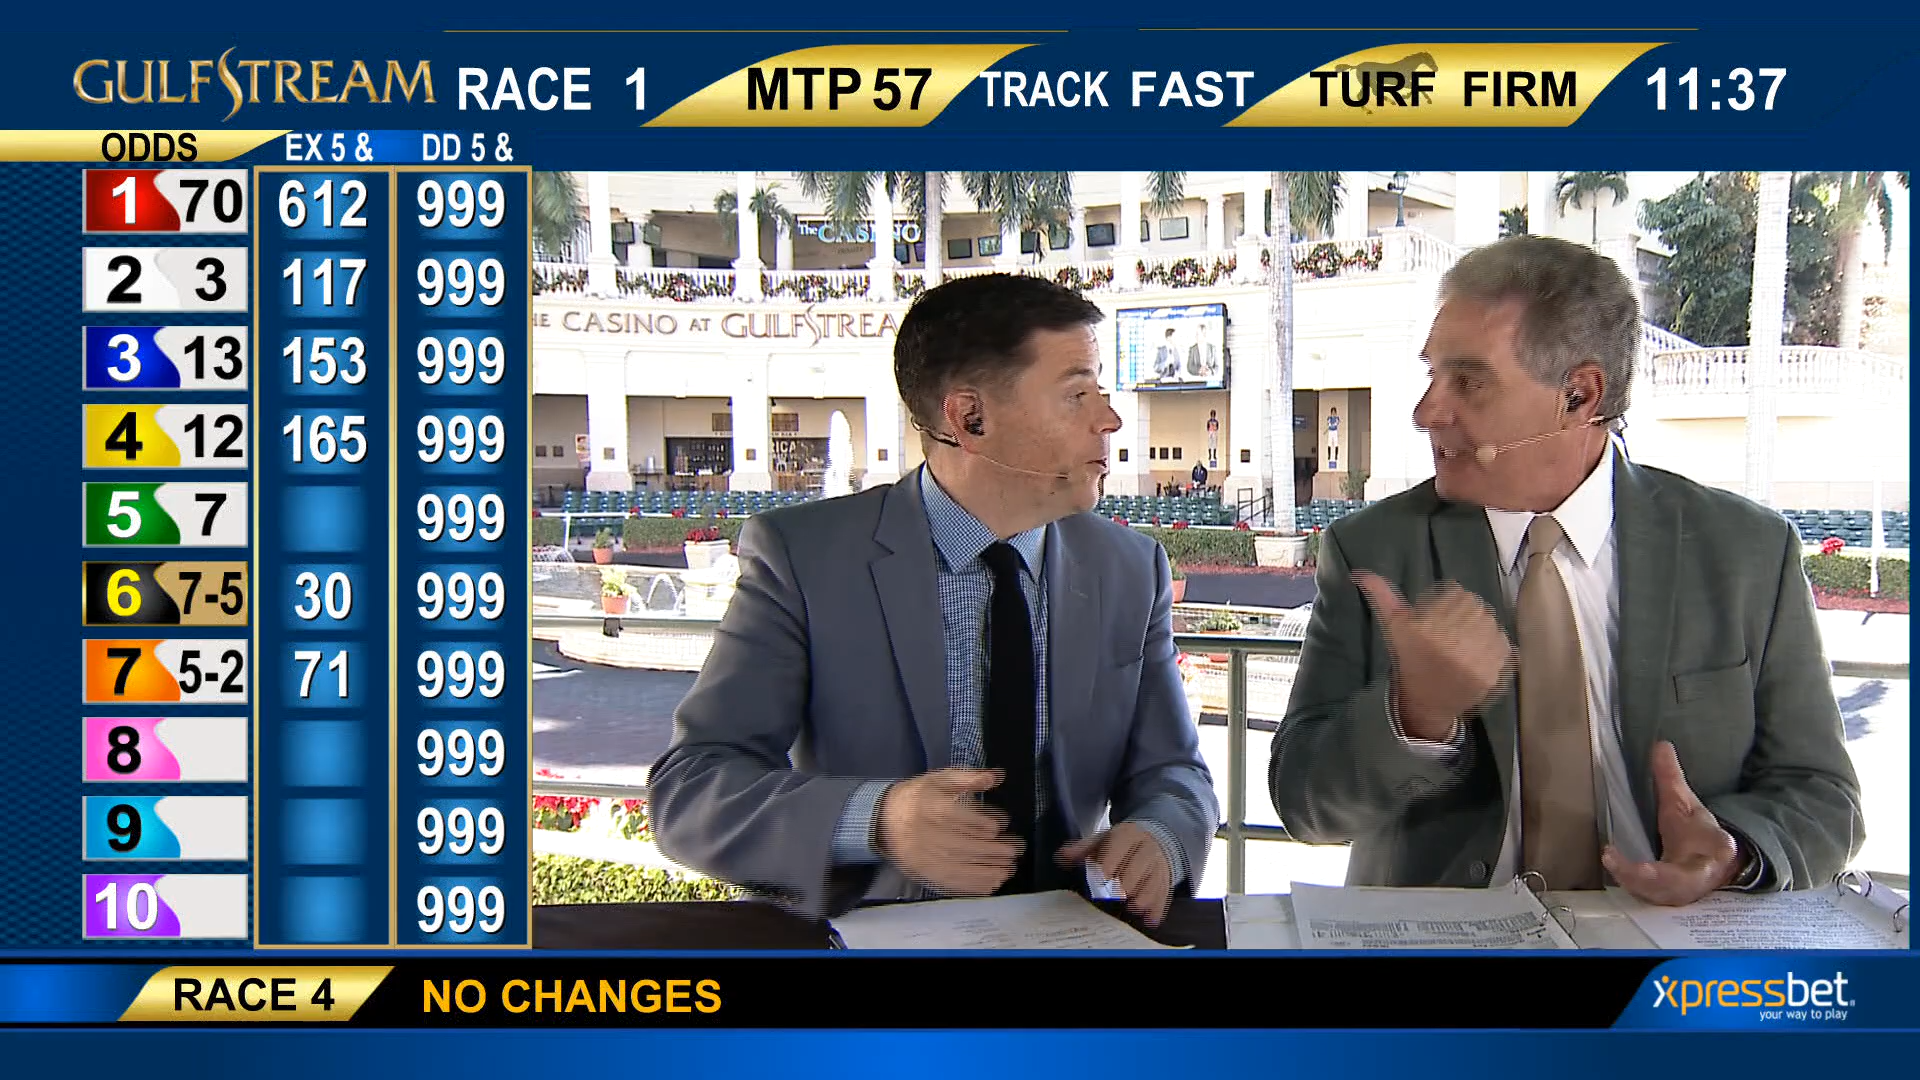 GULFSTREAM RACE 1 MTP 57 TRACK FAST TURF FIRM 11:37
ODDS EX 5 & DD 5 &
1 70 612 999
2 3 117 999
3 13 153 999
4 12 165 999
5 7 999
6 7-5 30 999
7 5-2 71 999
8 999
9 999
10 999
The CASINO
CASINO AT GULFSTREA
RACE 4 NO CHANGES
xpressbet
your way to play